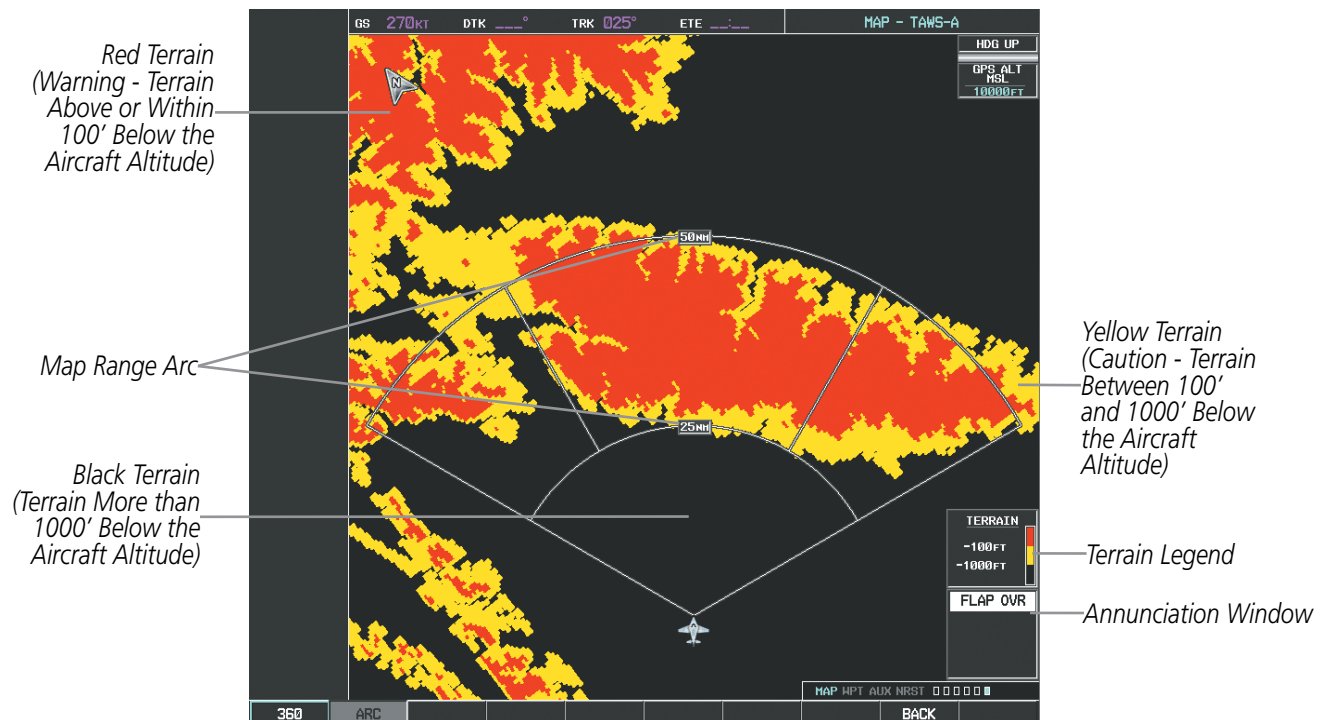 GS 270KT DTK ___° TRK 025° ETE __:__ MAP – TAWS-A
HDG UP
GPS ALT
MSL
10000FT
Red Terrain
(Warning - Terrain
Above or Within
100’ Below the
Aircraft Altitude)
N
50NM
Map Range Arc
Yellow Terrain
(Caution - Terrain
Between 100’
and 1000’ Below
the Aircraft
Altitude)
25NM
Black Terrain
(Terrain More than
1000’ Below the
Aircraft Altitude)
TERRAIN
-100FT
-1000FT
Terrain Legend
FLAP OVR
Annunciation Window
MAP WPT AUX NRST
360 ARC BACK